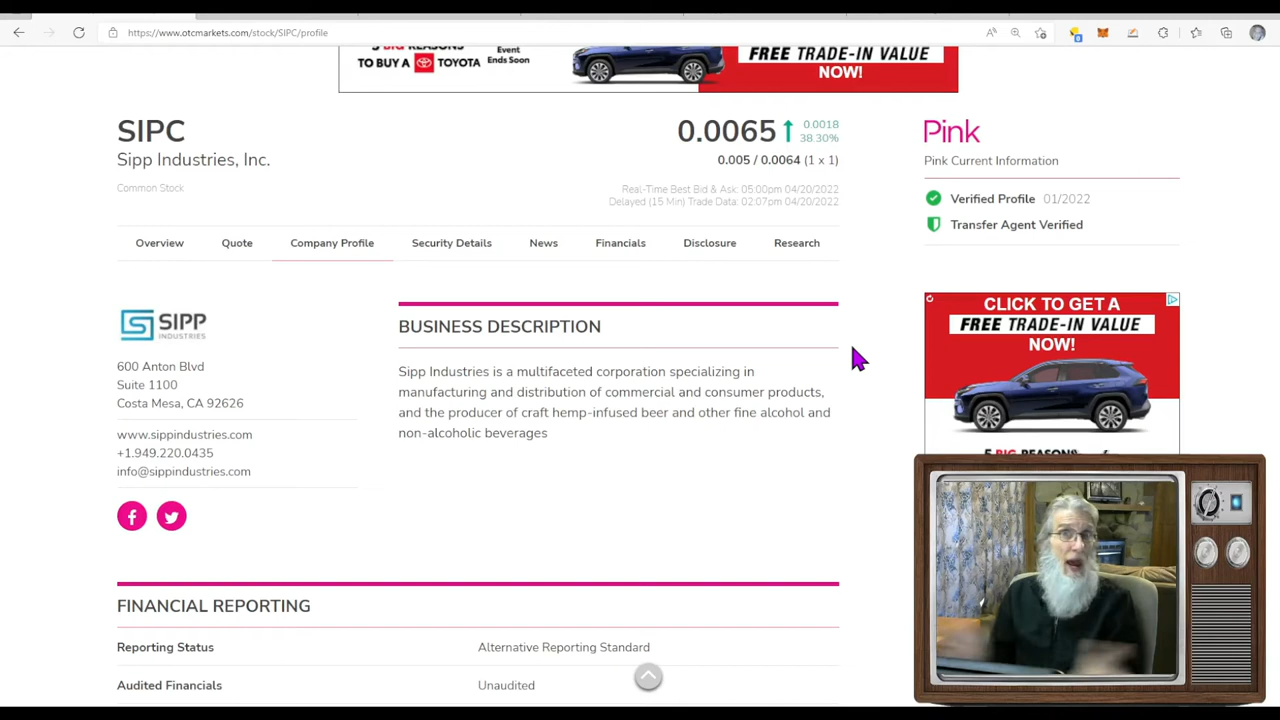 https://www.otcmarkets.com/stock/SIPC/profile
5 BIG REASONS
TO BUY A TOYOTA
Event
Ends Soon
FREE TRADE-IN VALUE
NOW!
SIPC
Sipp Industries, Inc.
Common Stock
0.0065
0.0018
38.30%
0.005 / 0.0064 (1 x 1)
Real-Time Best Bid & Ask: 05:00pm 04/20/2022
Delayed (15 Min) Trade Data: 02:07pm 04/20/2022
Pink
Pink Current Information
Verified Profile 01/2022
Transfer Agent Verified
Overview Quote Company Profile Security Details News Financials Disclosure Research
SIPP
INDUSTRIES
600 Anton Blvd
Suite 1100
Costa Mesa, CA 92626
www.sippindustries.com
+1.949.220.0435
info@sippindustries.com
BUSINESS DESCRIPTION
Sipp Industries is a multifaceted corporation specializing in
manufacturing and distribution of commercial and consumer products,
and the producer of craft hemp-infused beer and other fine alcohol and
non-alcoholic beverages
CLICK TO GET A
FREE TRADE-IN VALUE
NOW!
5 BIG REASONS
FINANCIAL REPORTING
Reporting Status Alternative Reporting Standard
Audited Financials Unaudited